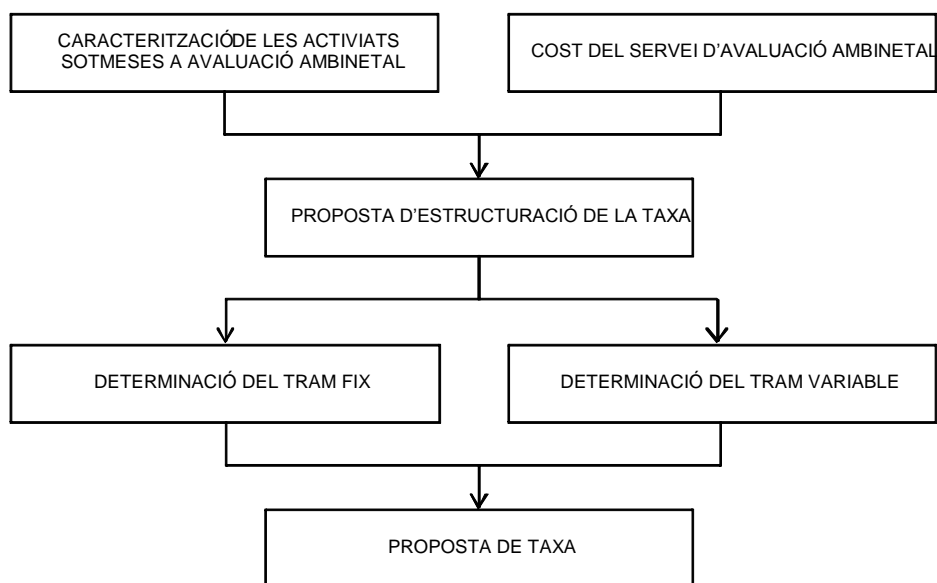 CARACTERITZACIÓDE LES ACTIVIATS
SOTMESES A AVALUACIÓ AMBINETAL
COST DEL SERVEI D'AVALUACIÓ AMBINETAL
PROPOSTA D'ESTRUCTURACIÓ DE LA TAXA
DETERMINACIÓ DEL TRAM FIX
DETERMINACIÓ DEL TRAM VARIABLE
PROPOSTA DE TAXA